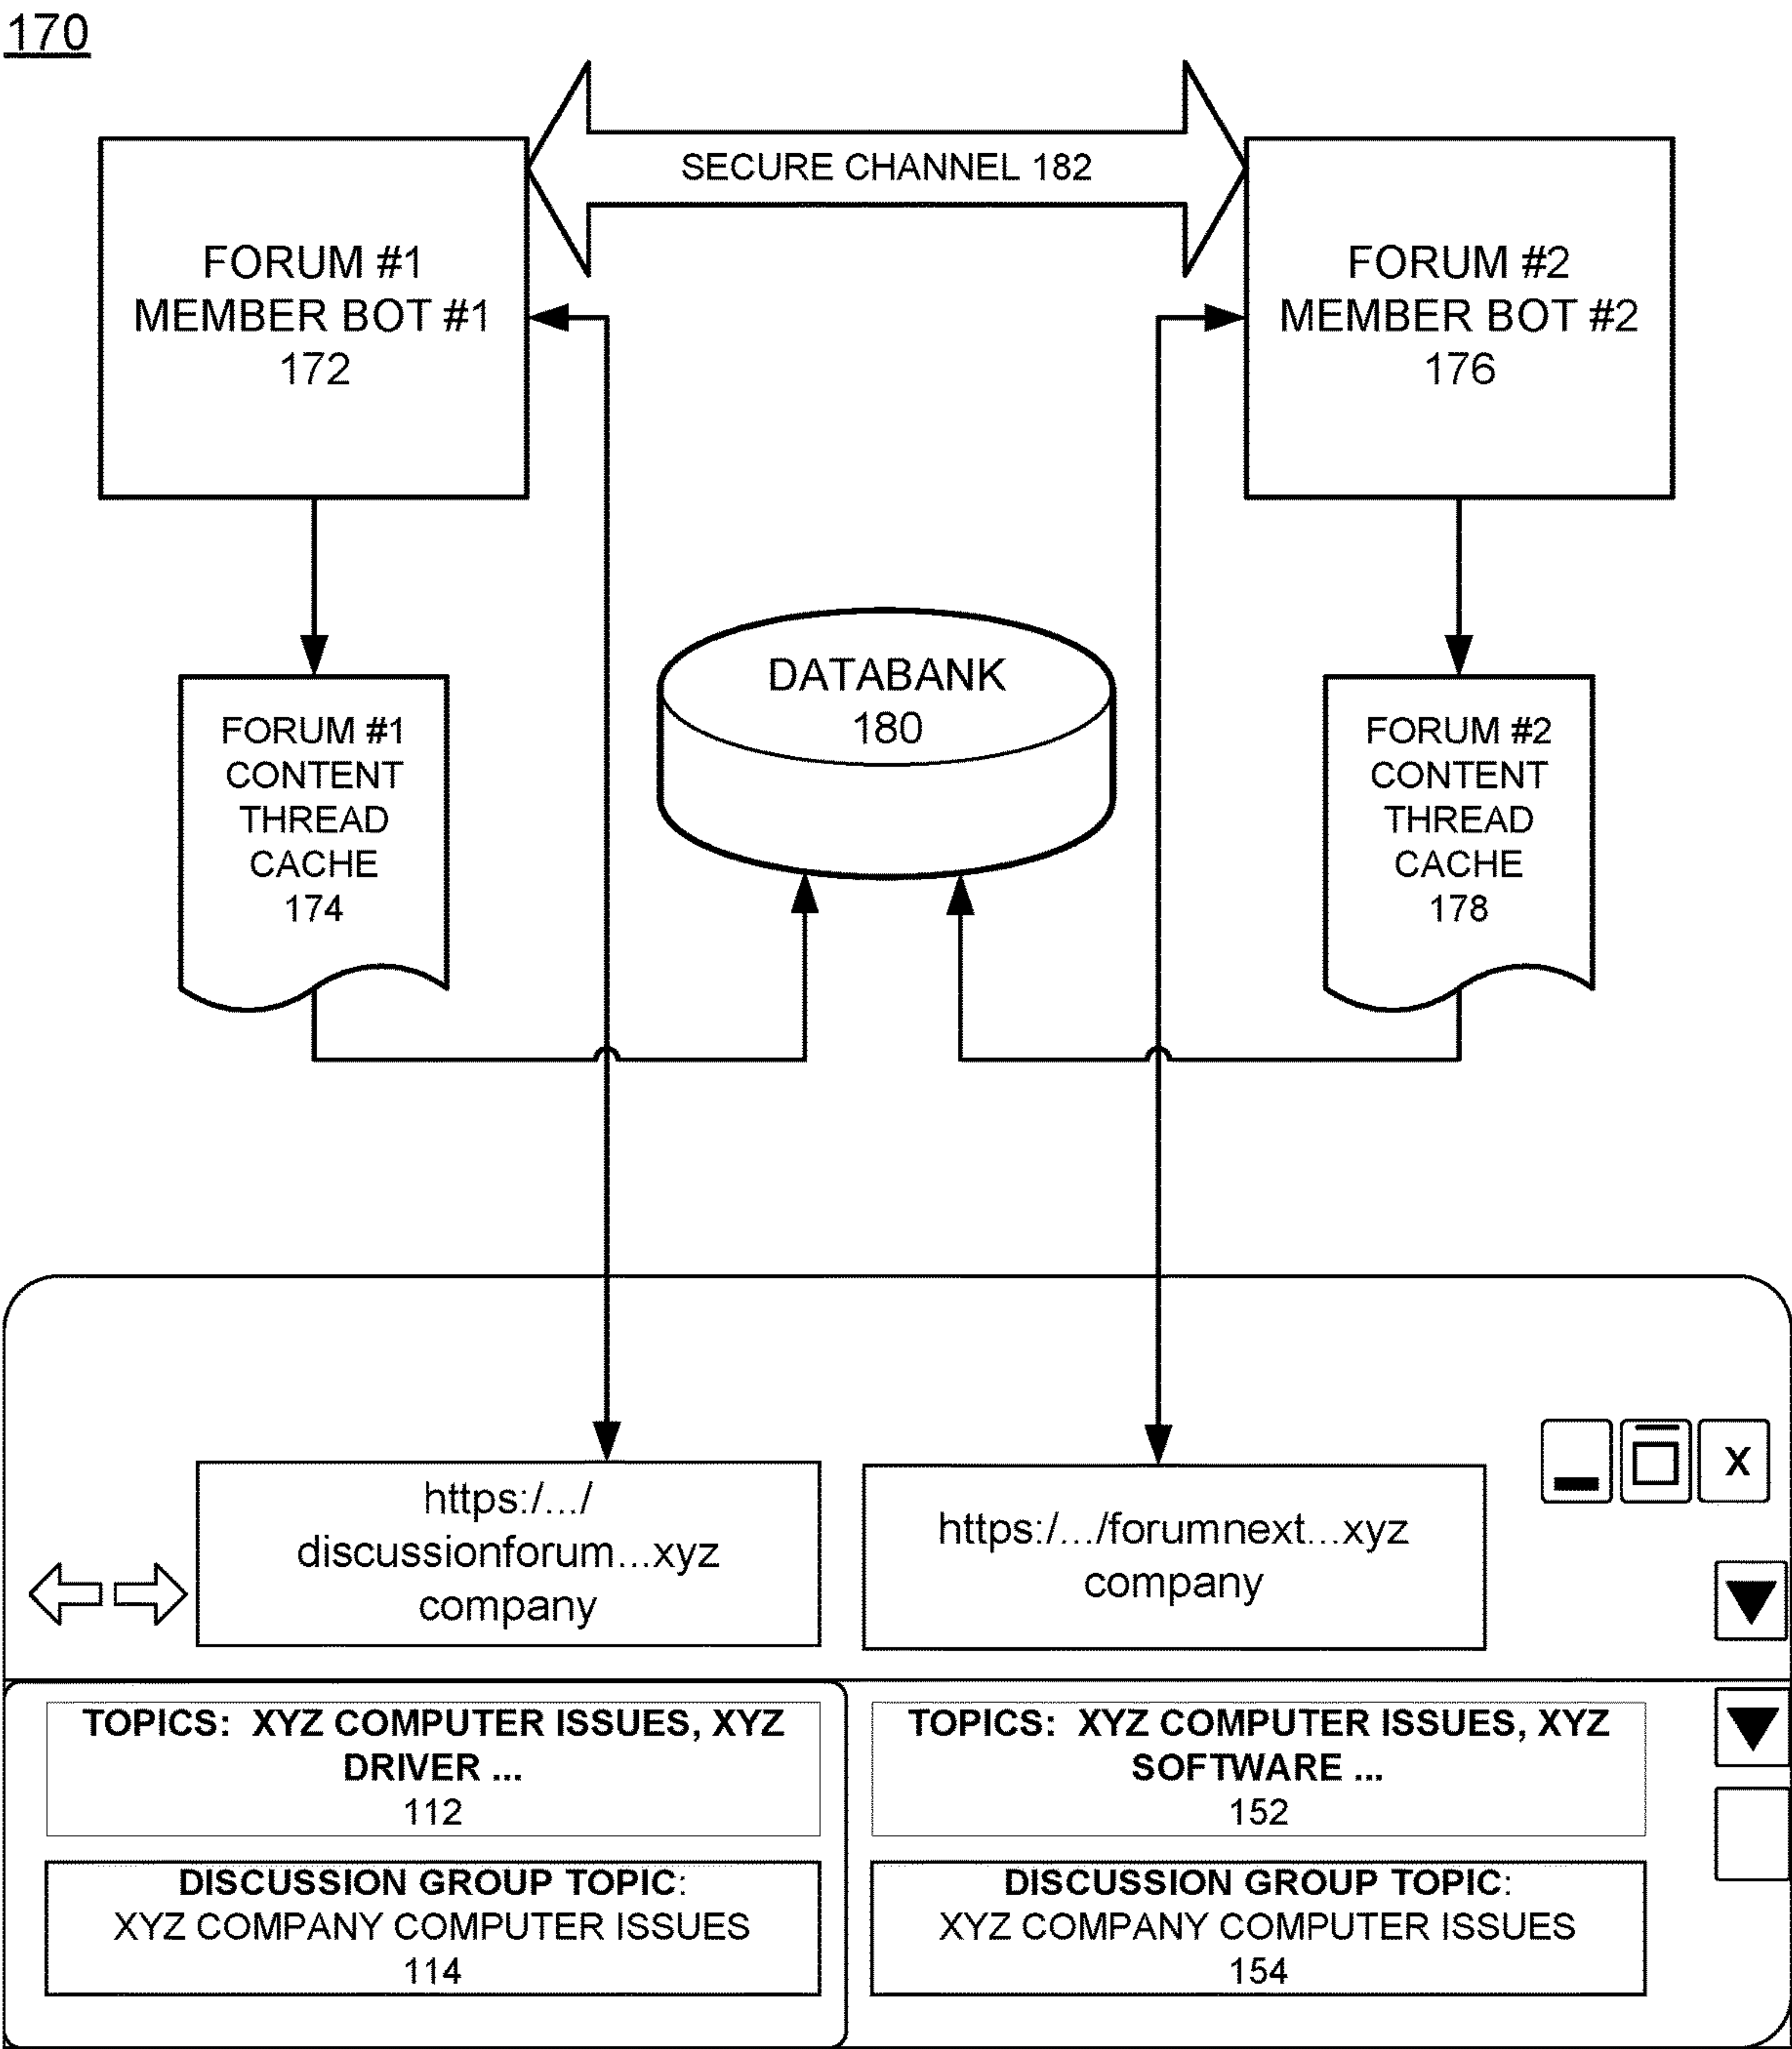 170
SECURE CHANNEL 182
FORUM #1
MEMBER BOT #1
172
FORUM #2
MEMBER BOT #2
176
DATABANK
180
FORUM #1
CONTENT
THREAD
CACHE
174
FORUM #2
CONTENT
THREAD
CACHE
178
https:/.../
discussionforum...xyz
company
https:/.../forumnext...xyz
company
X
TOPICS: XYZ COMPUTER ISSUES, XYZ
DRIVER ...
112
TOPICS: XYZ COMPUTER ISSUES, XYZ
SOFTWARE ...
152
DISCUSSION GROUP TOPIC:
XYZ COMPANY COMPUTER ISSUES
114
DISCUSSION GROUP TOPIC:
XYZ COMPANY COMPUTER ISSUES
154